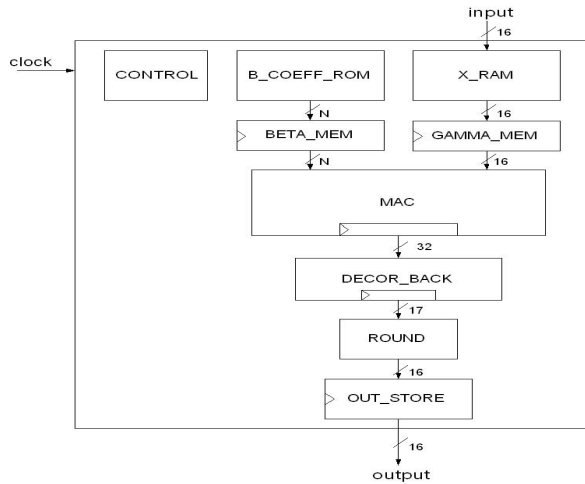 input
16
clock
CONTROL
B_COEFF_ROM
X_RAM
N
16
BETA_MEM
GAMMA_MEM
N
16
MAC
32
DECOR_BACK
17
ROUND
16
OUT_STORE
16
output